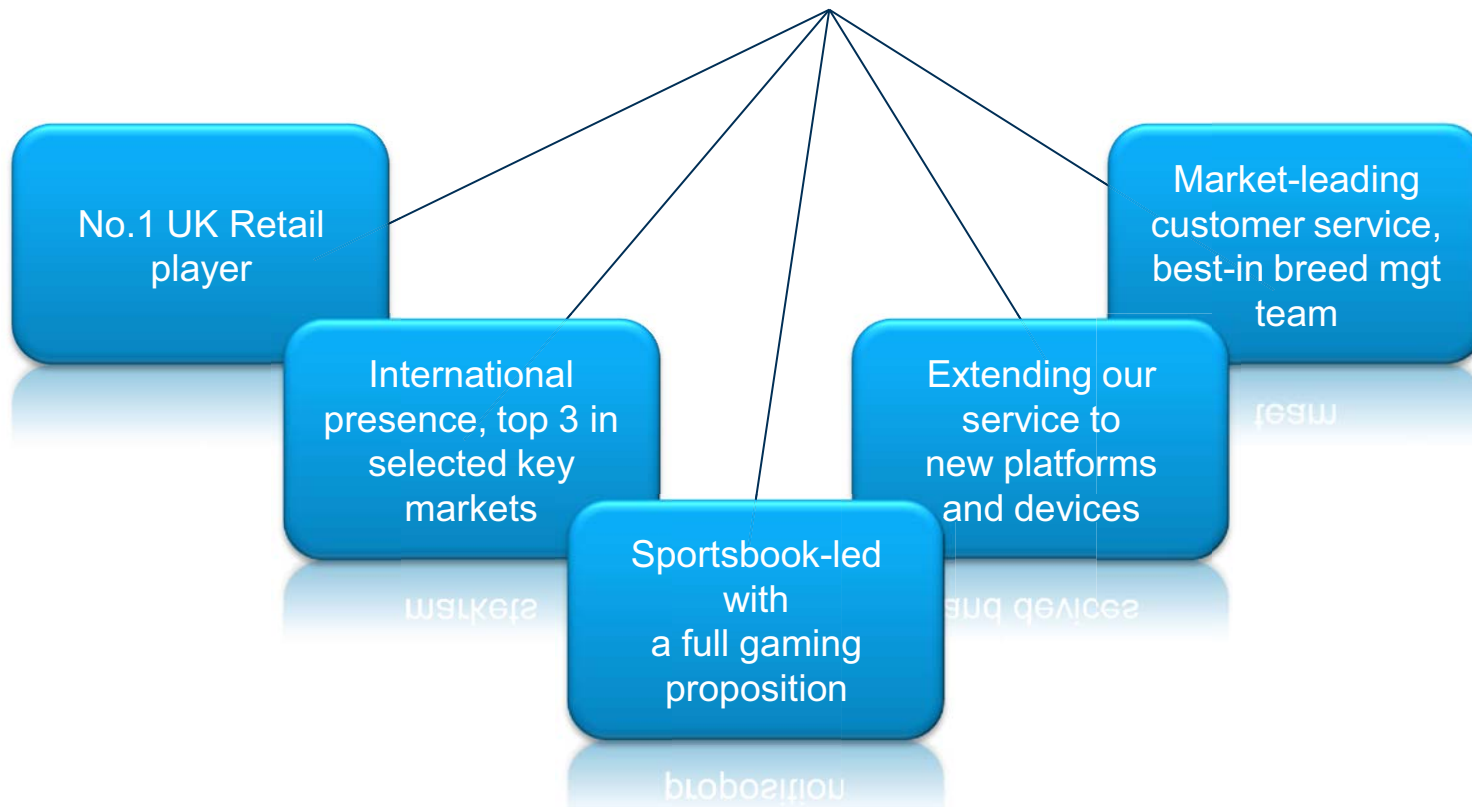 No.1 UK Retail
player
International
presence, top 3 in
selected key
markets
Sportsbook-led
with
a full gaming
proposition
Extending our
service to
new platforms
and devices
Market-leading
customer service,
best-in breed mgt
team